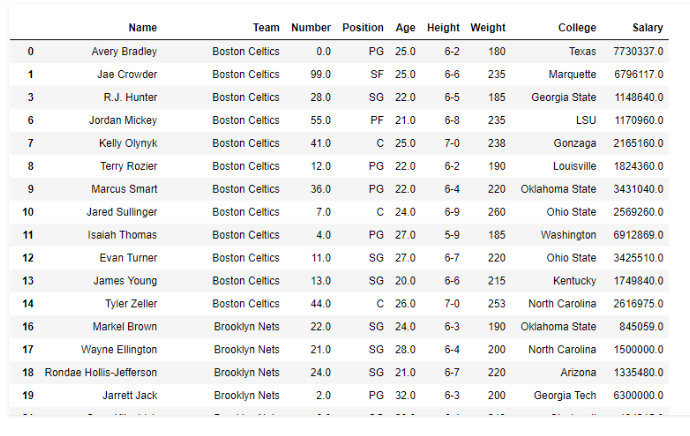 Name Team Number Position Age Height Weight College Salary
0 Avery Bradley Boston Celtics 0.0 PG 25.0 6-2 180 Texas 7730337.0
1 Jae Crowder Boston Celtics 99.0 SF 25.0 6-6 235 Marquette 6796117.0
3 R.J. Hunter Boston Celtics 28.0 SG 22.0 6-5 185 Georgia State 1148640.0
6 Jordan Mickey Boston Celtics 55.0 PF 21.0 6-8 235 LSU 1170960.0
7 Kelly Olynyk Boston Celtics 41.0 C 25.0 7-0 238 Gonzaga 2165160.0
8 Terry Rozier Boston Celtics 12.0 PG 22.0 6-2 190 Louisville 1824360.0
9 Marcus Smart Boston Celtics 36.0 PG 22.0 6-4 220 Oklahoma State 3431040.0
10 Jared Sullinger Boston Celtics 7.0 C 24.0 6-9 260 Ohio State 2569260.0
11 Isaiah Thomas Boston Celtics 4.0 PG 27.0 5-9 185 Washington 6912869.0
12 Evan Turner Boston Celtics 11.0 SG 27.0 6-7 220 Ohio State 3425510.0
13 James Young Boston Celtics 13.0 SG 20.0 6-6 215 Kentucky 1749840.0
14 Tyler Zeller Boston Celtics 44.0 C 26.0 7-0 253 North Carolina 2616975.0
16 Markel Brown Brooklyn Nets 22.0 SG 24.0 6-3 190 Oklahoma State 845059.0
17 Wayne Ellington Brooklyn Nets 21.0 SG 28.0 6-4 200 North Carolina 1500000.0
18 Rondae Hollis-Jefferson Brooklyn Nets 24.0 SG 21.0 6-7 220 Arizona 1335480.0
19 Jarrett Jack Brooklyn Nets 2.0 PG 32.0 6-3 200 Georgia Tech 6300000.0